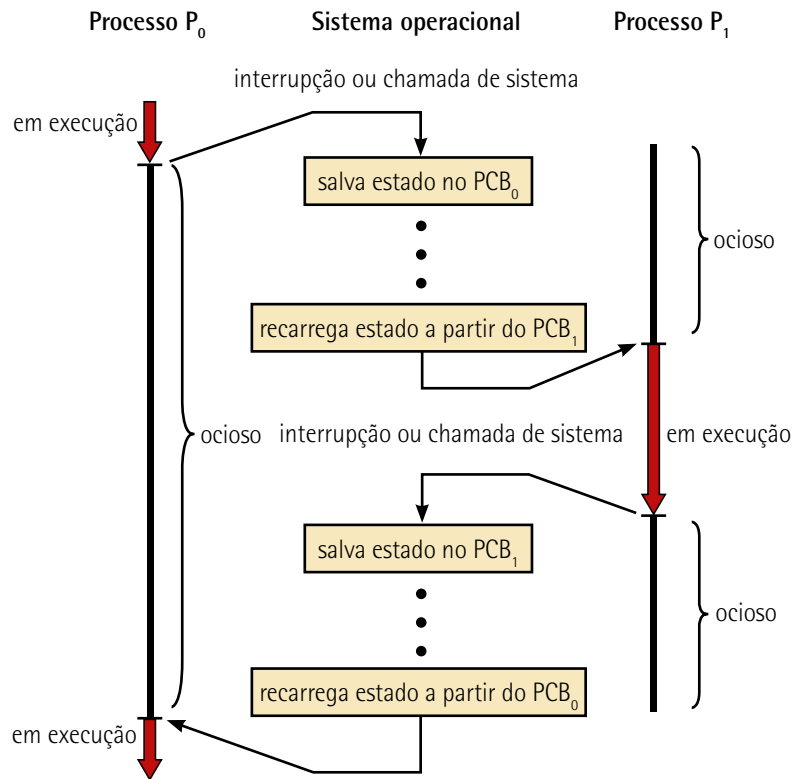 Processo P₀
Sistema operacional
Processo P₁
interrupção ou chamada de sistema
em execução
salva estado no PCB₀
ocioso
recarrega estado a partir do PCB₁
ocioso
interrupção ou chamada de sistema
em execução
salva estado no PCB₁
ocioso
recarrega estado a partir do PCB₀
em execução